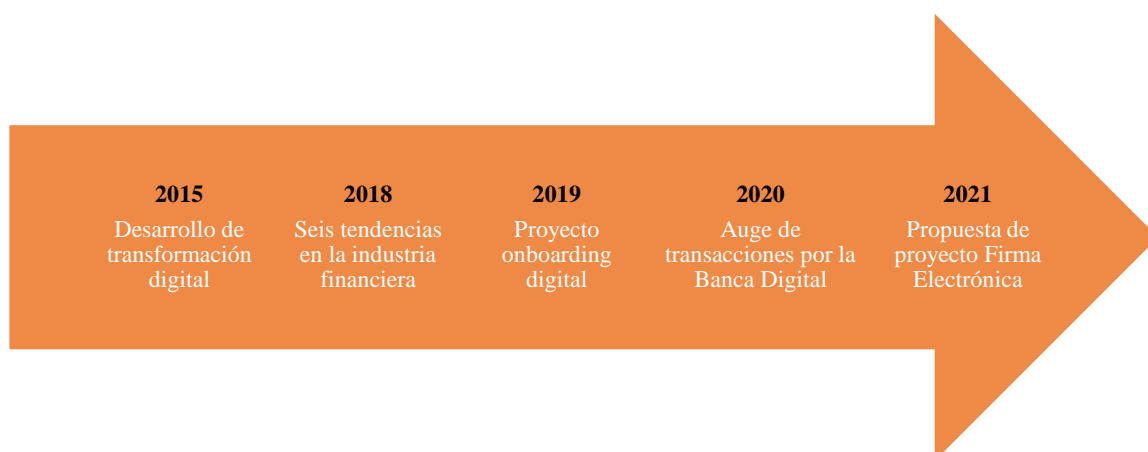 2015
Desarrollo de
transformación
digital
2018
Seis tendencias
en la industria
financiera
2019
Proyecto
onboarding
digital
2020
Auge de
transacciones por la
Banca Digital
2021
Propuesta de
proyecto Firma
Electrónica